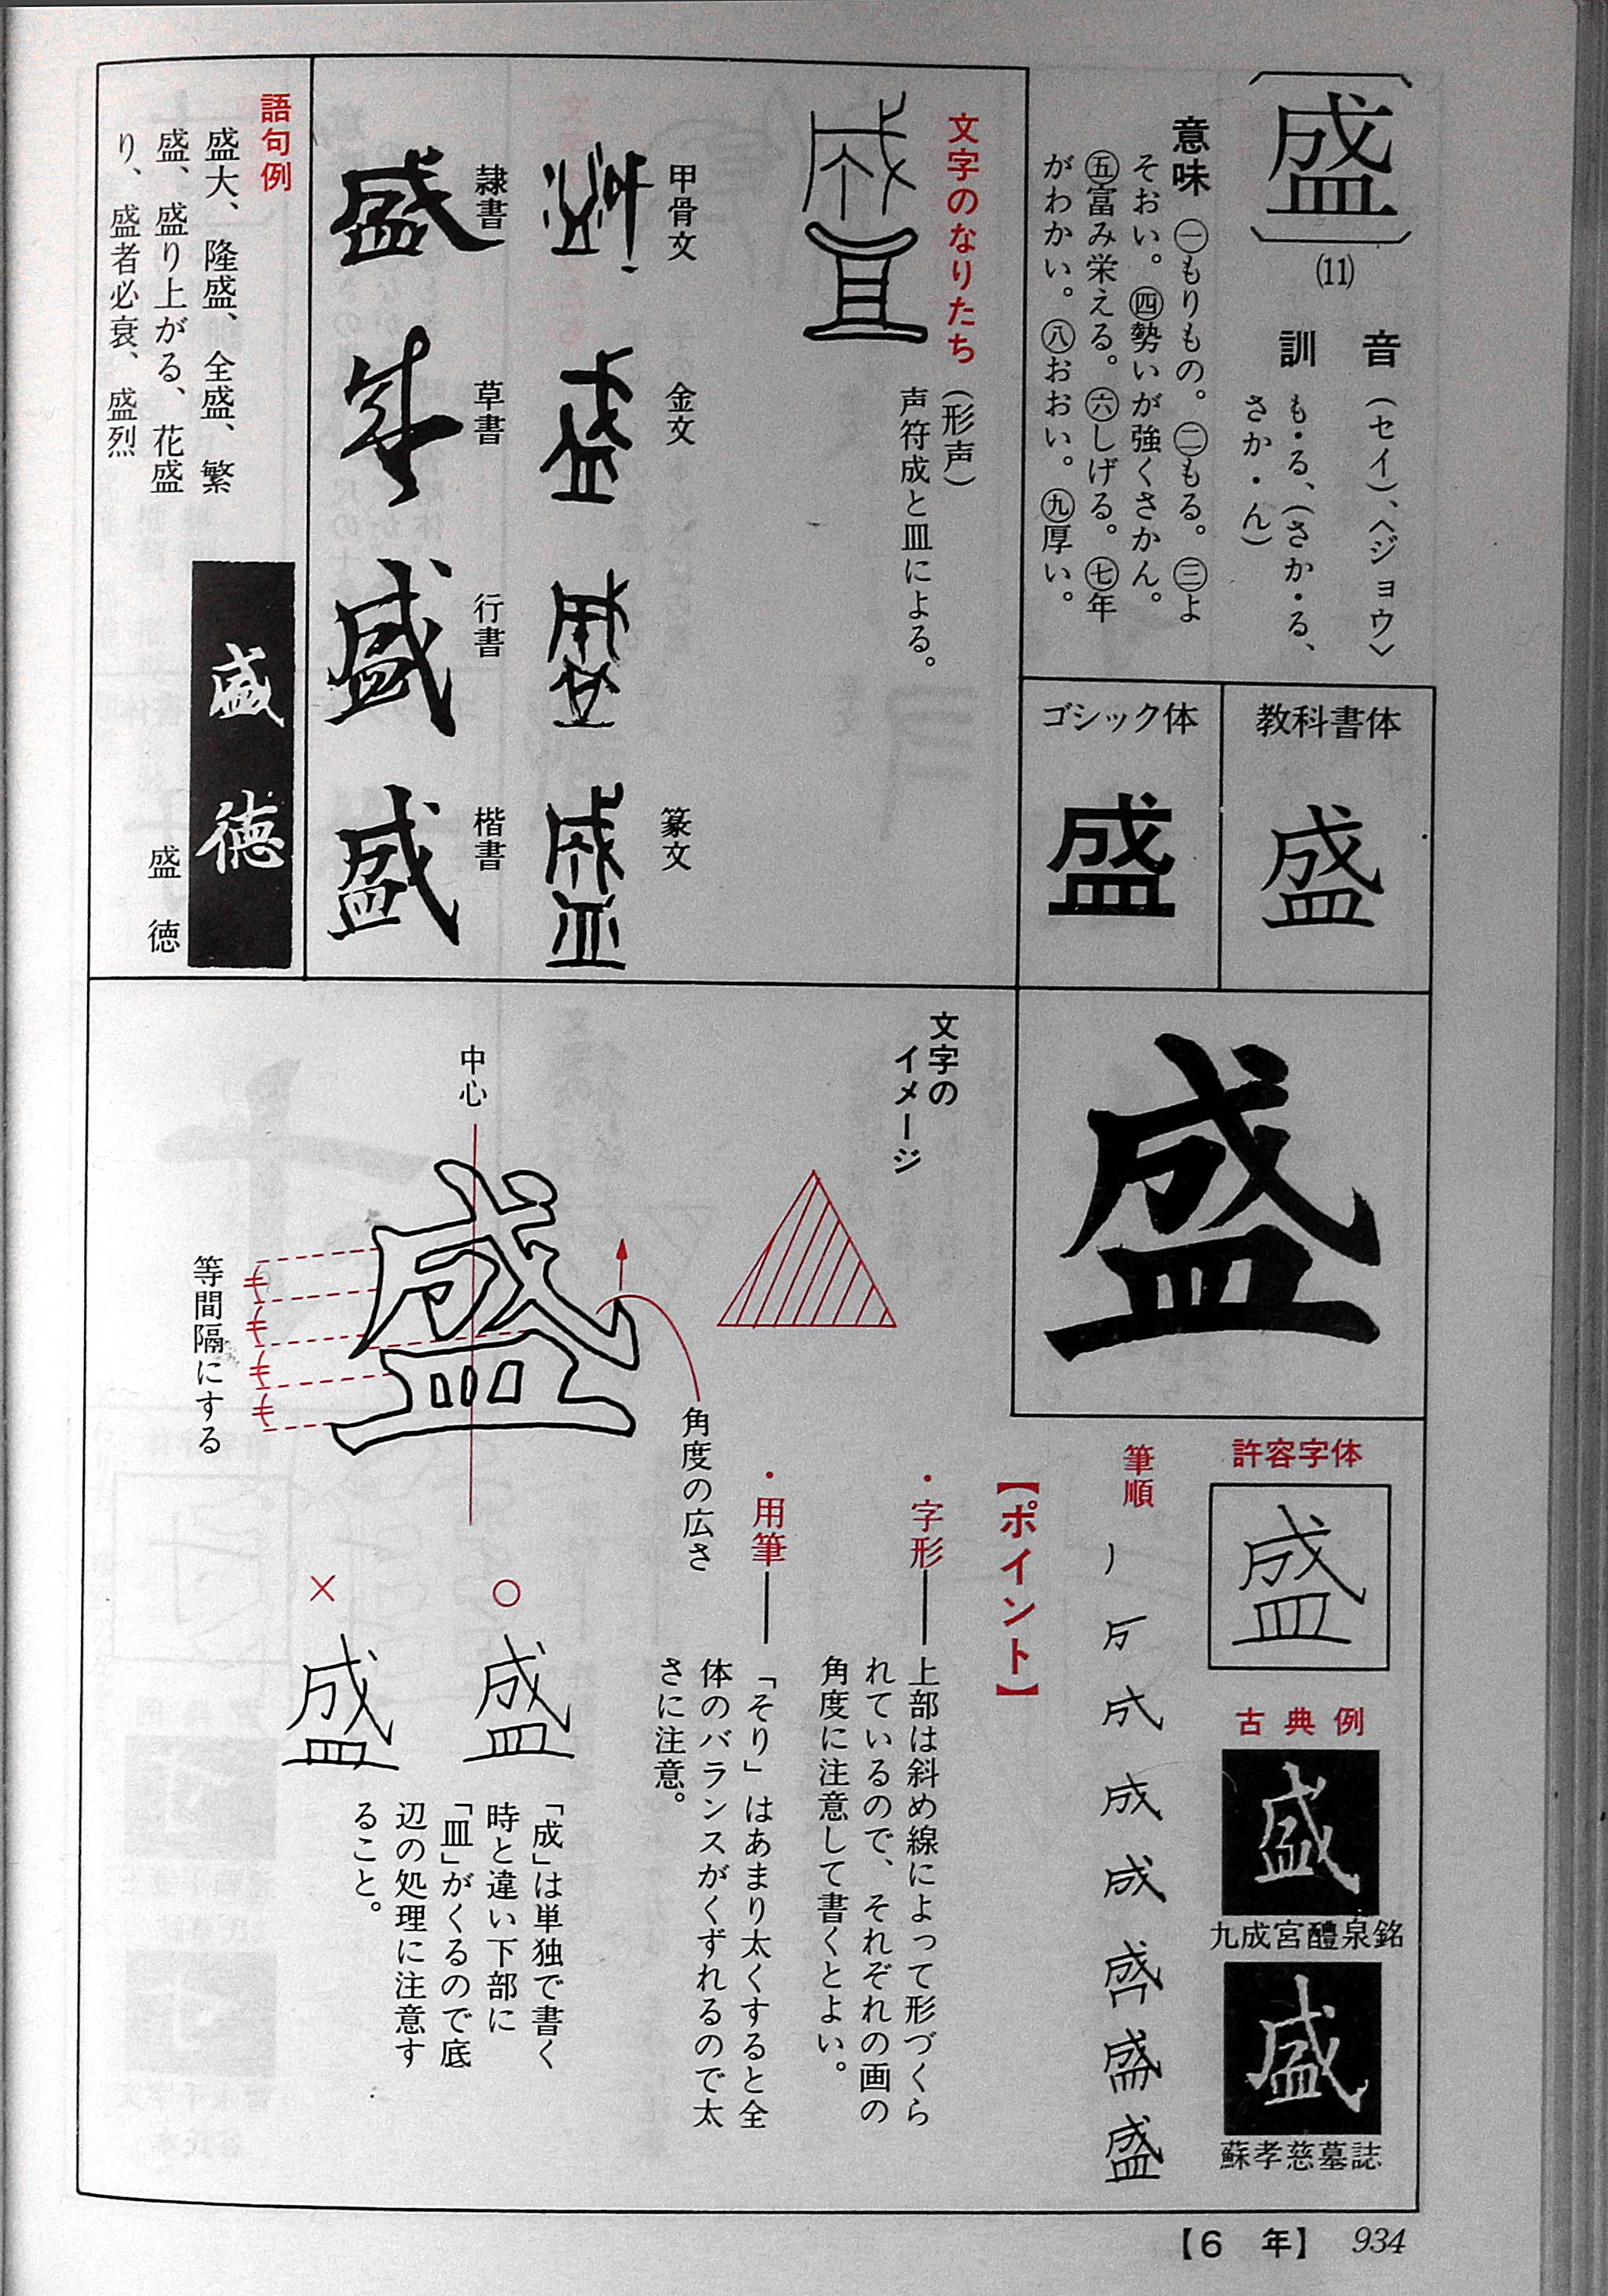 盛
(11)
音 (セイ)、〈ジョウ〉
訓 も・る、(さか・る、
さか・ん)
意味 ㊀もりもの。㊁もる。㊂よ
そおい。㊃勢いが強くさかん。
㊄富み栄える。㊅しげる。㊆年
がわかい。㊇おおい。㊈厚い。
教科書体
盛
ゴシック体
盛
文字のなりたち (形声)
声符成と皿による。
甲骨文
金文
篆文
隷書
盛
草書
盛
行書
盛
楷書
盛
語句例
盛大、隆盛、全盛、繁
盛、盛り上がる、花盛
り、盛者必衰、盛烈
盛徳
盛徳
盛
許容字体
盛
古典例
盛
九成宮醴泉銘
盛
蘇孝慈墓誌
筆順
成 成 成 盛 盛
【ポイント】
・字形——上部は斜め線によって形づくら
れているので、それぞれの画の
角度に注意して書くとよい。
・用筆——「そり」はあまり太くすると全
体のバランスがくずれるので太
さに注意。
文字の
イメージ
中心
盛
角度の広さ
等間隔にする
○ 盛
× 盛
「成」は単独で書く
時と違い下部に
「皿」がくるので底
辺の処理に注意す
ること。
【6 年】 934